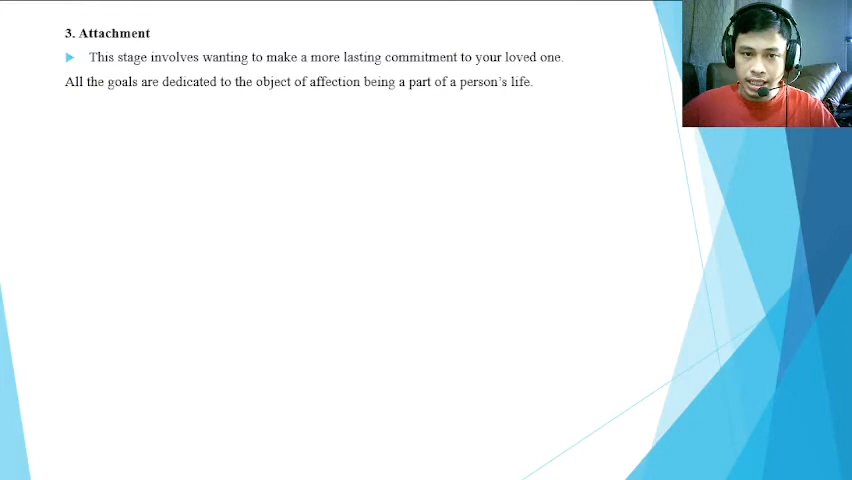 3. Attachment
This stage involves wanting to make a more lasting commitment to your loved one.
All the goals are dedicated to the object of affection being a part of a person's life.